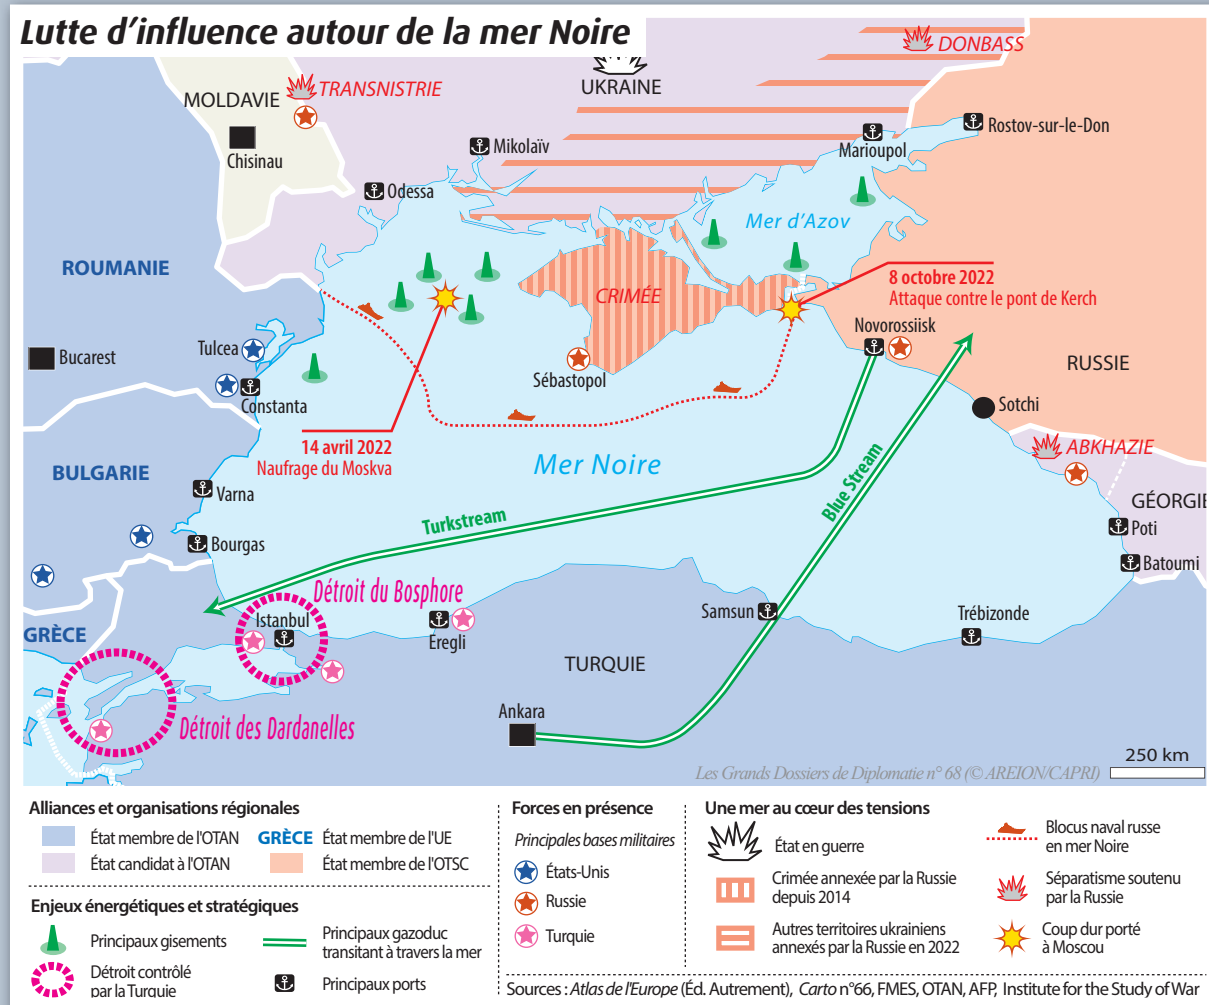 Lutte d'influence autour de la mer Noire
DONBASS
TRANSNISTRIE
UKRAINE
MOLDAVIE
Chisinau
Mikolaïv
Marioupol
Rostov-sur-le-Don
Odessa
Mer d'Azov
ROUMANIE
CRIMÉE
8 octobre 2022
Attaque contre le pont de Kerch
Novorossiisk
Tulcea
Bucarest
Sébastopol
RUSSIE
Constanta
Sotchi
14 avril 2022
Naufrage du Moskva
ABKHAZIE
BULGARIE
Mer Noire
Varna
Blue Stream
GÉORGIE
Turkstream
Poti
Bourgas
Batoumi
Détroit du Bosphore
Istanbul
Samsun
Trébizonde
GRÈCE
Eregli
TURQUIE
Ankara
Détroit des Dardanelles
250 km
Les Grands Dossiers de Diplomatie n° 68 (© AREION/CAPRI)
Alliances et organisations régionales
État membre de l'OTAN
GRÈCE État membre de l'UE
État candidat à l'OTAN
État membre de l'OTSC
Enjeux énergétiques et stratégiques
Principaux gisements
Principaux gazoduc
transitant à travers la mer
Détroit contrôlé
par la Turquie
Principaux ports
Forces en présence
Principales bases militaires
États-Unis
Russie
Turquie
Une mer au cœur des tensions
État en guerre
Blocus naval russe
en mer Noire
Crimée annexée par la Russie
depuis 2014
Séparatisme soutenu
par la Russie
Autres territoires ukrainiens
annexés par la Russie en 2022
Coup dur porté
à Moscou
Sources : Atlas de l'Europe (Éd. Autrement), Carto n°66, FMES, OTAN, AFP, Institute for the Study of War